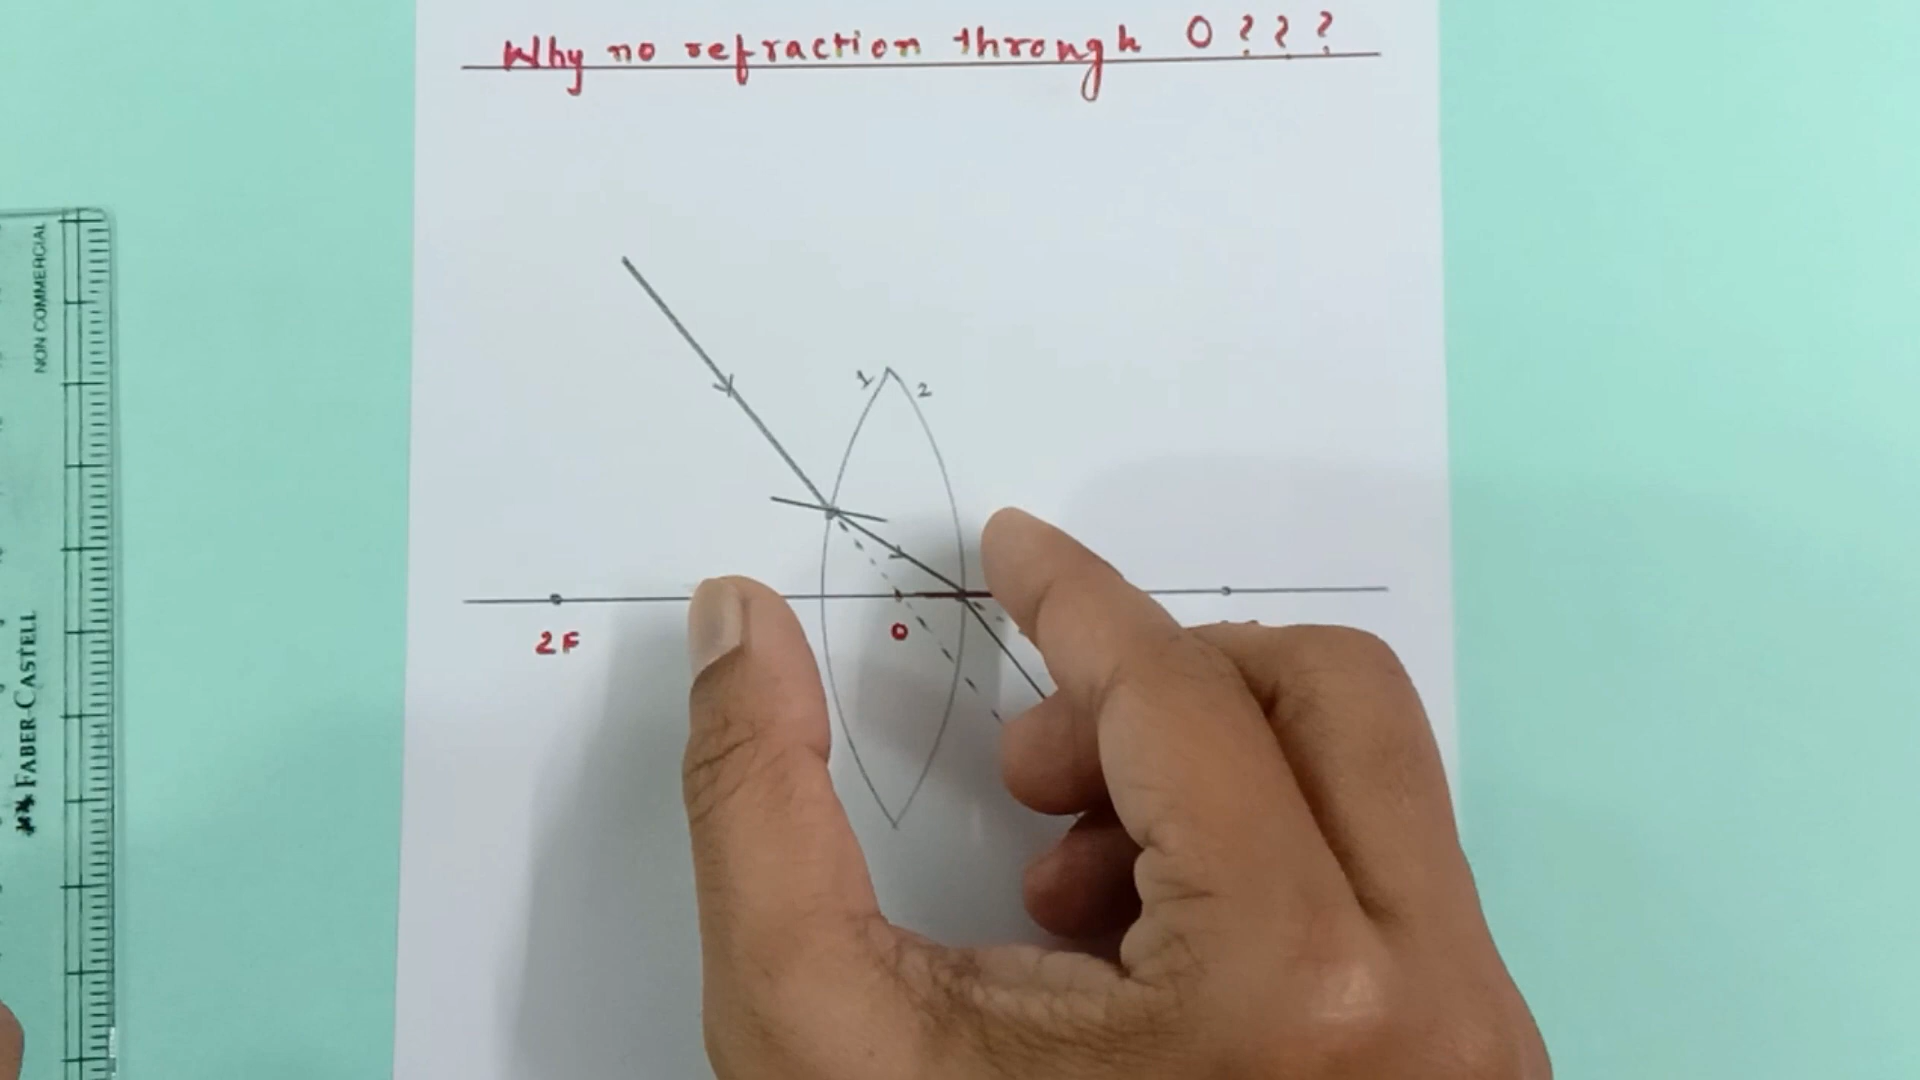 Why no refraction through O ? ? ?
1
2
2F
O
NON COMMERCIAL
FABER-CASTELL